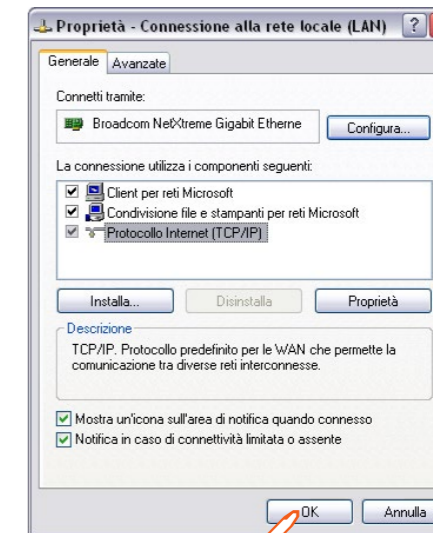 Proprietà - Connessione alla rete locale (LAN) ?
Generale Avanzate
Connetti tramite:
Broadcom NetXtreme Gigabit Etherne Configura...
La connessione utilizza i componenti seguenti:
Client per reti Microsoft
Condivisione file e stampanti per reti Microsoft
Protocollo Internet (TCP/IP)
Installa... Disinstalla Proprietà
Descrizione
TCP/IP. Protocollo predefinito per le WAN che permette la
comunicazione tra diverse reti interconnesse.
Mostra un'icona sull'area di notifica quando connesso
Notifica in caso di connettività limitata o assente
OK Annulla